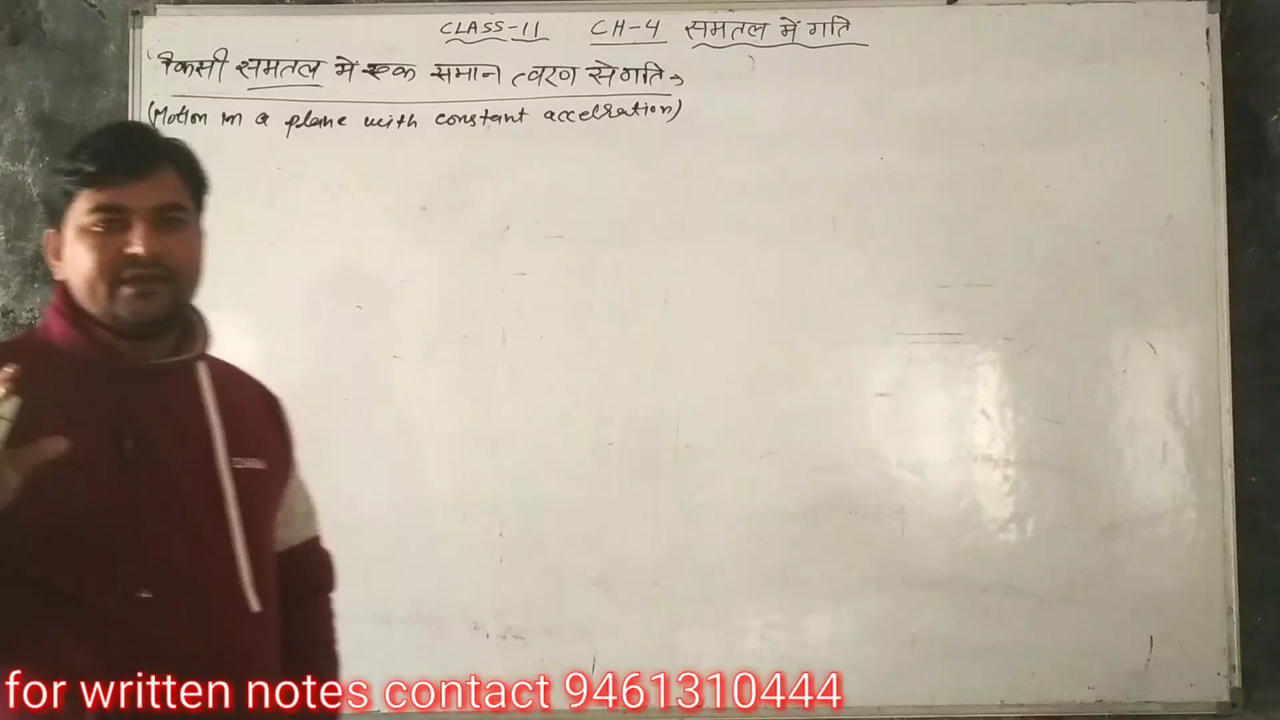 CLASS-11 CH-4 समतल में गति
किसी समतल में एक समान त्वरण से गति →
(Motion in a plane with constant accelration)
for written notes contact 9461310444